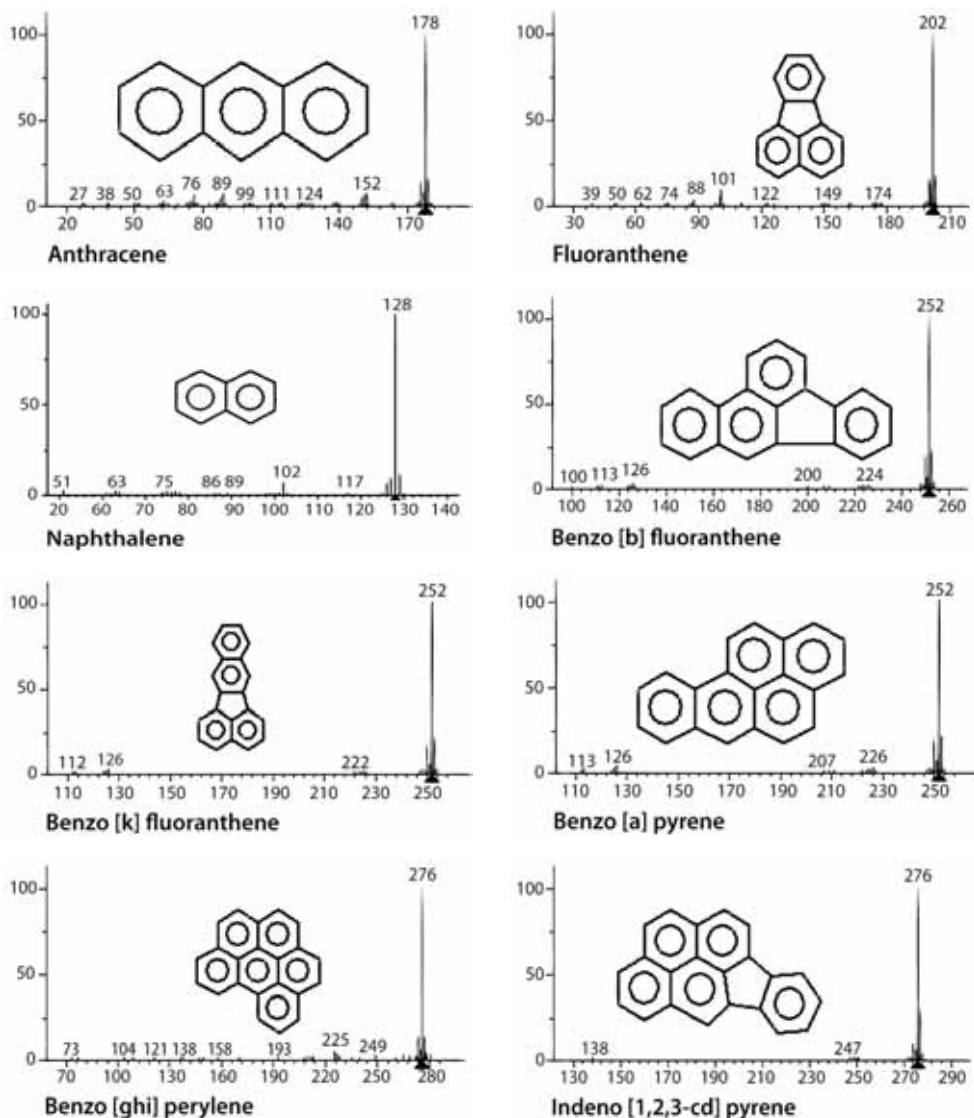 178
100
50
0
27 38 50 63 76 89 99 111 124 152
20 50 80 110 140 170
Anthracene
202
100
50
0
39 50 62 74 88 101 122 149 174
30 60 90 120 150 180 210
Fluoranthene
128
100
50
0
51 63 75 86 89 102 117
20 30 40 50 60 70 80 90 100 110 120 130 140
Naphthalene
252
100
50
0
100 113 126 200 224
100 120 140 160 180 200 220 240 260
Benzo [b] fluoranthene
252
100
50
0
112 126 222
110 130 150 170 190 210 230 250
Benzo [k] fluoranthene
252
100
50
0
113 126 207 226
110 130 150 170 190 210 230 250
Benzo [a] pyrene
276
100
50
0
73 104 121 138 158 193 225 249
70 100 130 160 190 220 250 280
Benzo [ghi] perylene
276
100
50
0
138 247
130 150 170 190 210 230 250 270 290
Indeno [1,2,3-cd] pyrene